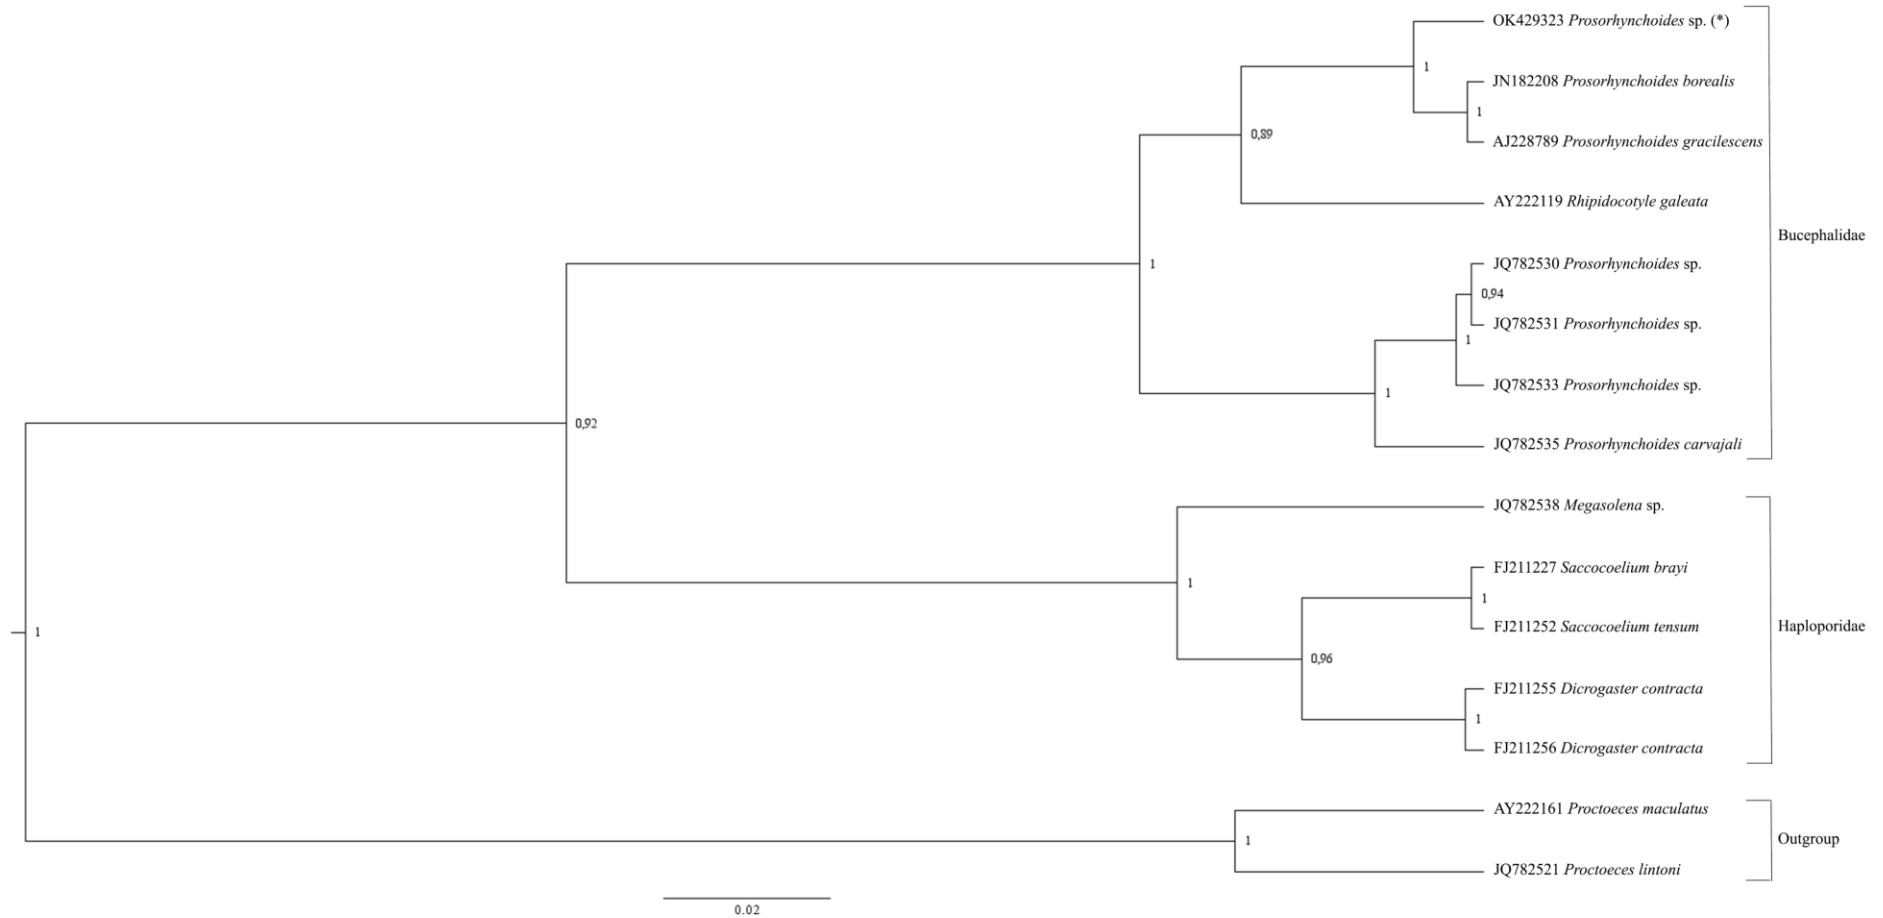 OK429323 Prosorhynchoides sp. (*)
1
JN182208 Prosorhynchoides borealis
1
0,89
AJ228789 Prosorhynchoides gracilescens
AY222119 Rhipidocotyle galeata
Bucephalidae
1
JQ782530 Prosorhynchoides sp.
0,94
JQ782531 Prosorhynchoides sp.
1
JQ782533 Prosorhynchoides sp.
1
0,92
JQ782535 Prosorhynchoides carvajali
JQ782538 Megasolena sp.
FJ211227 Saccocoelium brayi
1
1
FJ211252 Saccocoelium tensum
Haploporidae
1
0,96
FJ211255 Dicrogaster contracta
1
FJ211256 Dicrogaster contracta
AY222161 Proctoeces maculatus
1
Outgroup
JQ782521 Proctoeces lintoni
0.02